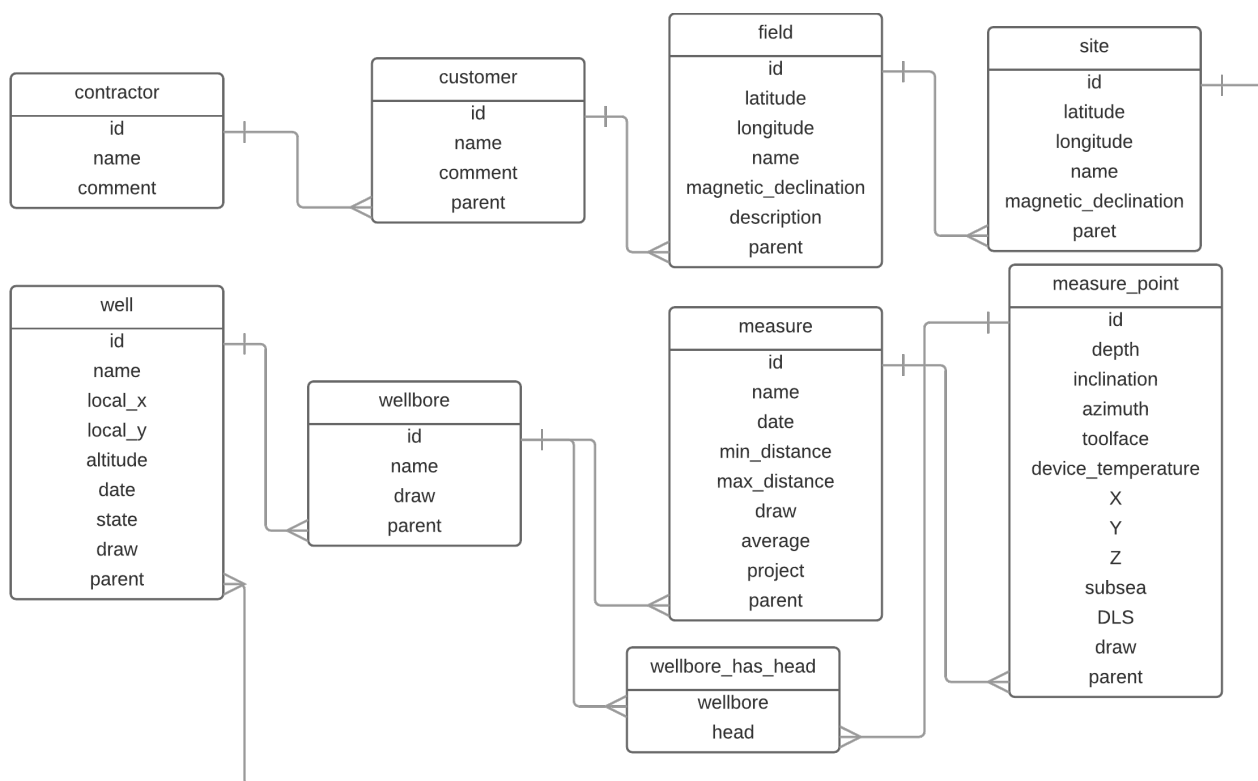 contractor
id
name
comment
customer
id
name
comment
parent
field
id
latitude
longitude
name
magnetic_declination
description
parent
site
id
latitude
longitude
name
magnetic_declination
paret
well
id
name
local_x
local_y
altitude
date
state
draw
parent
wellbore
id
name
draw
parent
measure
id
name
date
min_distance
max_distance
draw
average
project
parent
measure_point
id
depth
inclination
azimuth
toolface
device_temperature
X
Y
Z
subsea
DLS
draw
parent
wellbore_has_head
wellbore
head